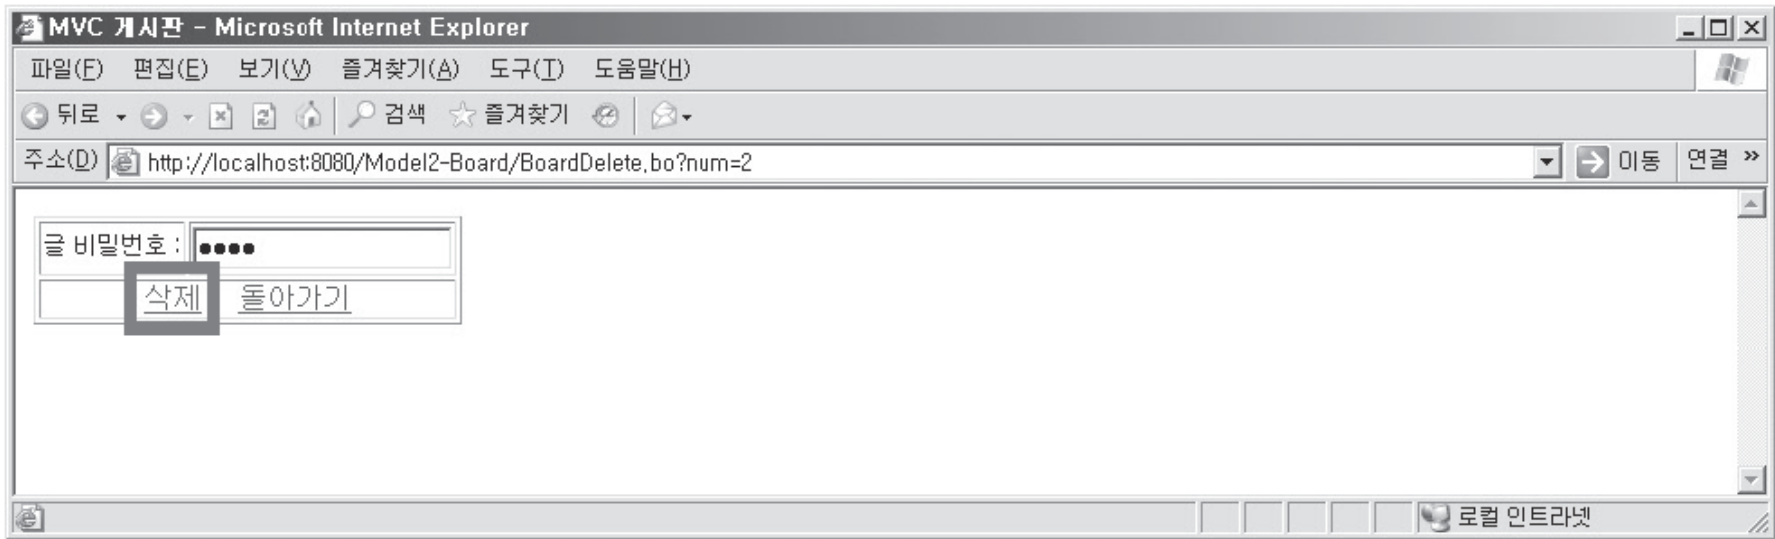 MVC 게시판 - Microsoft Internet Explorer
파일(F) 편집(E) 보기(V) 즐겨찾기(A) 도구(T) 도움말(H)
뒤로 검색 즐겨찾기
주소(D) http://localhost:8080/Model2-Board/BoardDelete.bo?num=2 이동 연결 »
글 비밀번호 : ●●●●
삭제 돌아가기
로컬 인트라넷